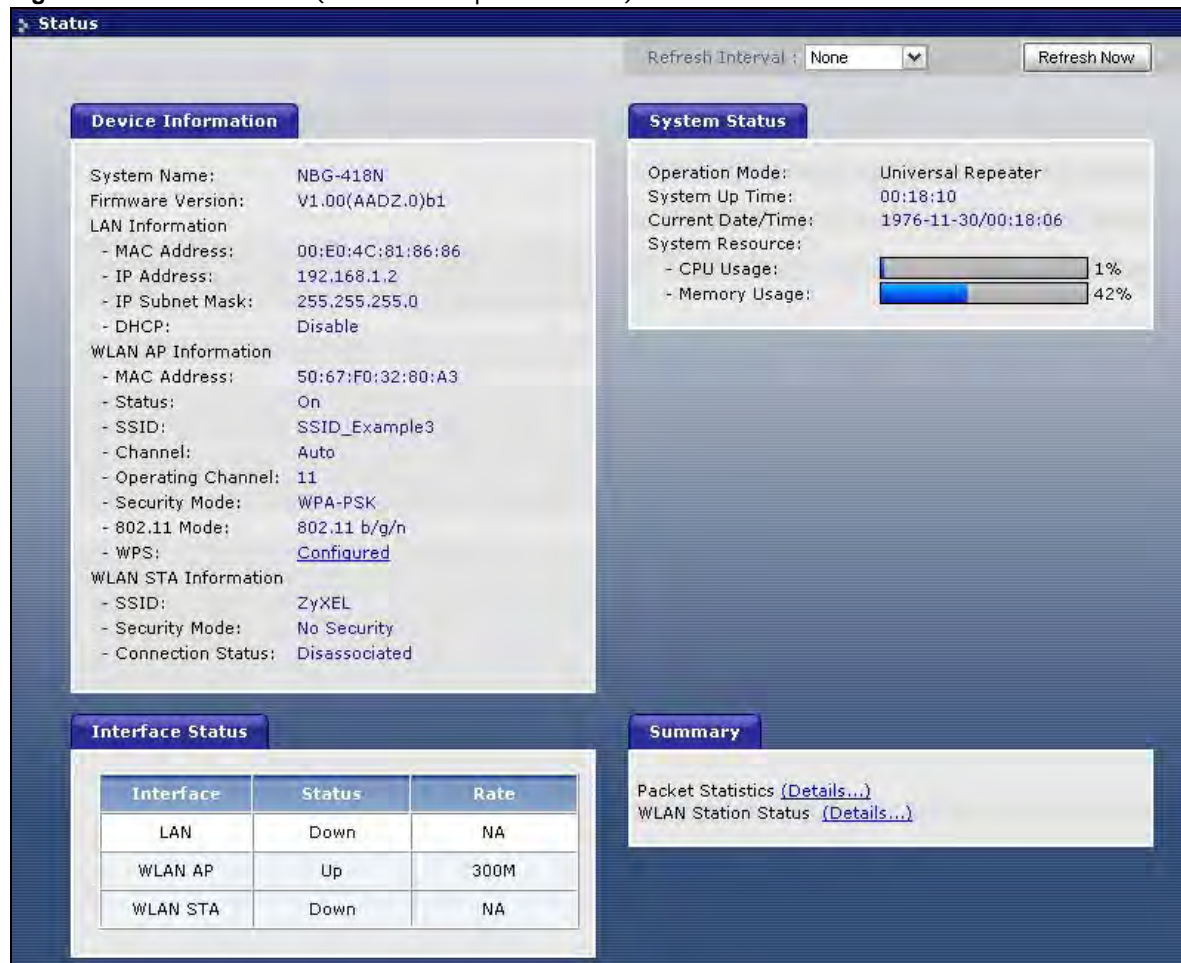 Status
Refresh Interval : None
Refresh Now
Device Information
System Name: NBG-418N
Firmware Version: V1.00(AADZ.0)b1
LAN Information
- MAC Address: 00:E0:4C:81:86:86
- IP Address: 192.168.1.2
- IP Subnet Mask: 255.255.255.0
- DHCP: Disable
WLAN AP Information
- MAC Address: 50:67:F0:32:80:A3
- Status: On
- SSID: SSID_Example3
- Channel: Auto
- Operating Channel: 11
- Security Mode: WPA-PSK
- 802.11 Mode: 802.11 b/g/n
- WPS: Configured
WLAN STA Information
- SSID: ZyXEL
- Security Mode: No Security
- Connection Status: Disassociated
System Status
Operation Mode: Universal Repeater
System Up Time: 00:18:10
Current Date/Time: 1976-11-30/00:18:06
System Resource:
- CPU Usage: 1%
- Memory Usage: 42%
Interface Status
Interface Status Rate
LAN Down NA
WLAN AP Up 300M
WLAN STA Down NA
Summary
Packet Statistics (Details...)
WLAN Station Status (Details...)